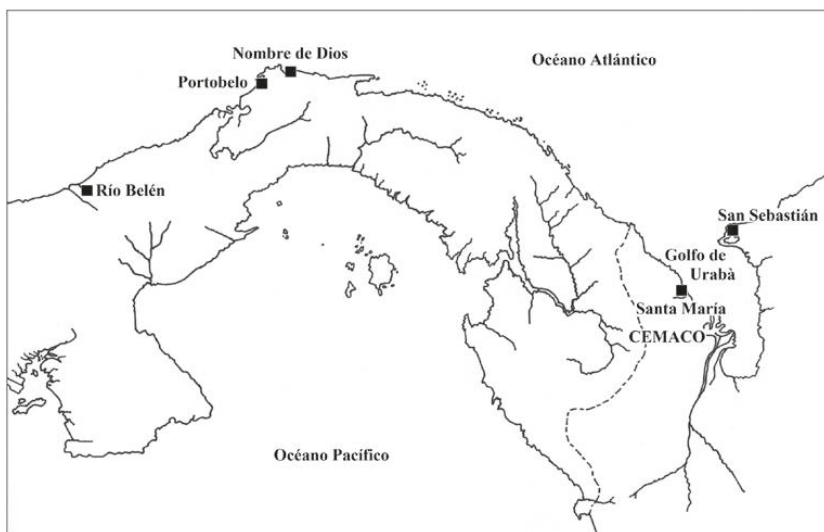 Nombre de Dios
Océano Atlántico
Portobelo
Río Belén
San Sebastián
Golfo de
Urabà
Santa María
CEMACO
Océano Pacífico